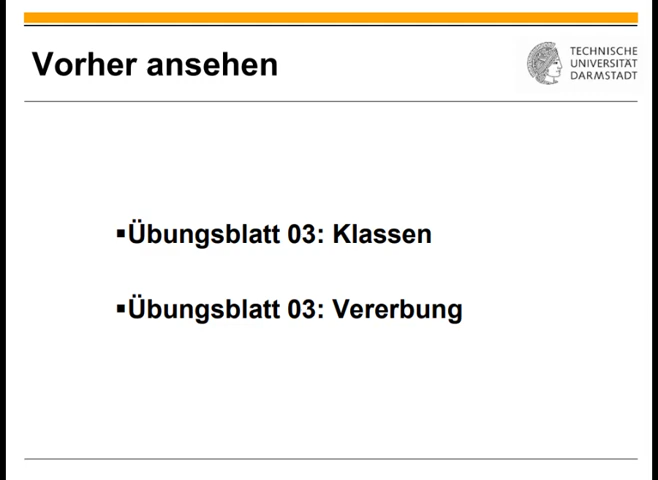 Vorher ansehen
TECHNISCHE
UNIVERSITÄT
DARMSTADT
▪Übungsblatt 03: Klassen
▪Übungsblatt 03: Vererbung